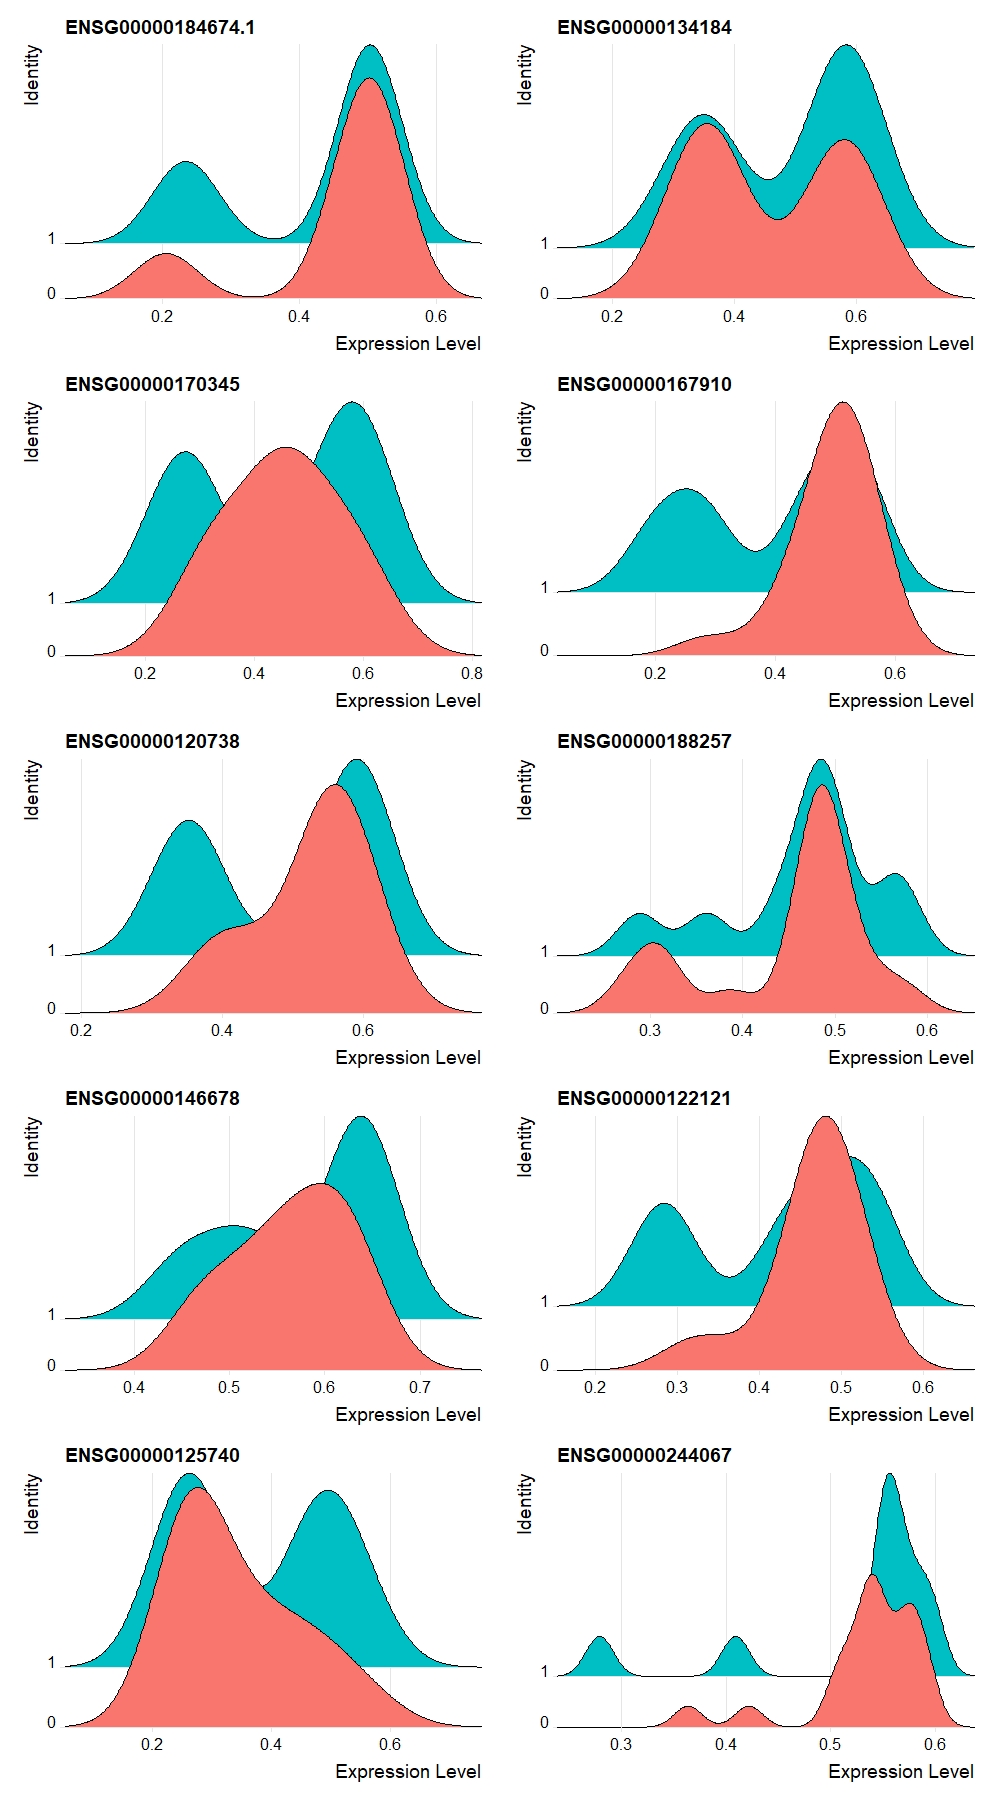 ENSG00000184674.1
Identity
1
0
0.2 0.4 0.6
Expression Level
ENSG00000134184
Identity
1
0
0.2 0.4 0.6
Expression Level
ENSG00000170345
Identity
1
0
0.2 0.4 0.6 0.8
Expression Level
ENSG00000167910
Identity
1
0
0.2 0.4 0.6
Expression Level
ENSG00000120738
Identity
1
0
0.2 0.4 0.6
Expression Level
ENSG00000188257
Identity
1
0
0.3 0.4 0.5 0.6
Expression Level
ENSG00000146678
Identity
1
0
0.4 0.5 0.6 0.7
Expression Level
ENSG00000122121
Identity
1
0
0.2 0.3 0.4 0.5 0.6
Expression Level
ENSG00000125740
Identity
1
0
0.2 0.4 0.6
Expression Level
ENSG00000244067
Identity
1
0
0.3 0.4 0.5 0.6
Expression Level